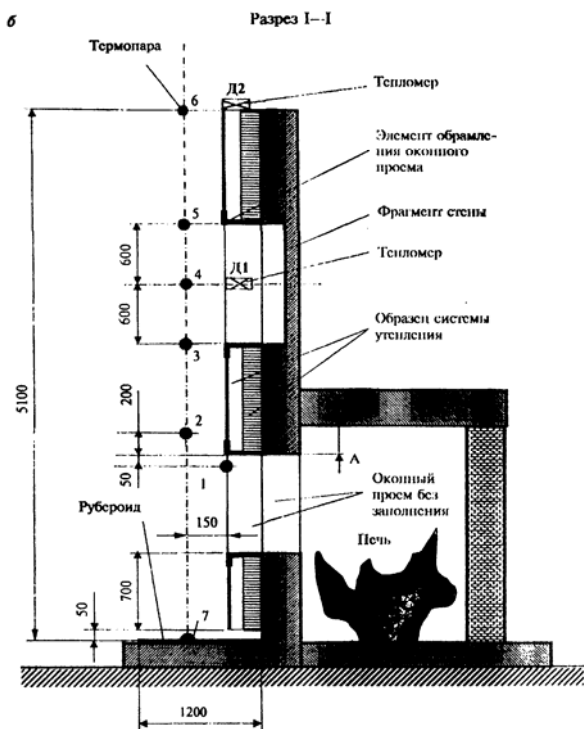 б
Разрез I—I
Термопара
6
Д2
Тепломер
Элемент обрамле-
ния оконного
проема
5
Фрагмент стены
600
4
Д1
Тепломер
600
3
Образец системы
утепления
5100
200
2
А
50
1
Оконный
проем без
заполнения
Рубероид
150
Печь
700
50
7
1200